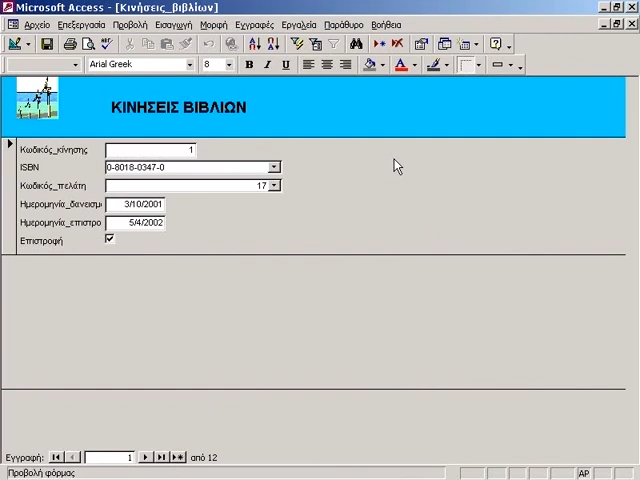 Microsoft Access - [Κινήσεις_βιβλίων]
Αρχείο Επεξεργασία Προβολή Εισαγωγή Μορφή Εγγραφές Εργαλεία Παράθυρο Βοήθεια
Arial Greek 8 B I U A
ΚΙΝΗΣΕΙΣ ΒΙΒΛΙΩΝ
Κωδικός_κίνησης 1
ISBN 0-8018-0347-0
Κωδικός_πελάτη 17
Ημερομηνία_δανεισμ 3/10/2001
Ημερομηνία_επιστρο 5/4/2002
Επιστροφή
Εγγραφή: 1 από 12
Προβολή φόρμας AP